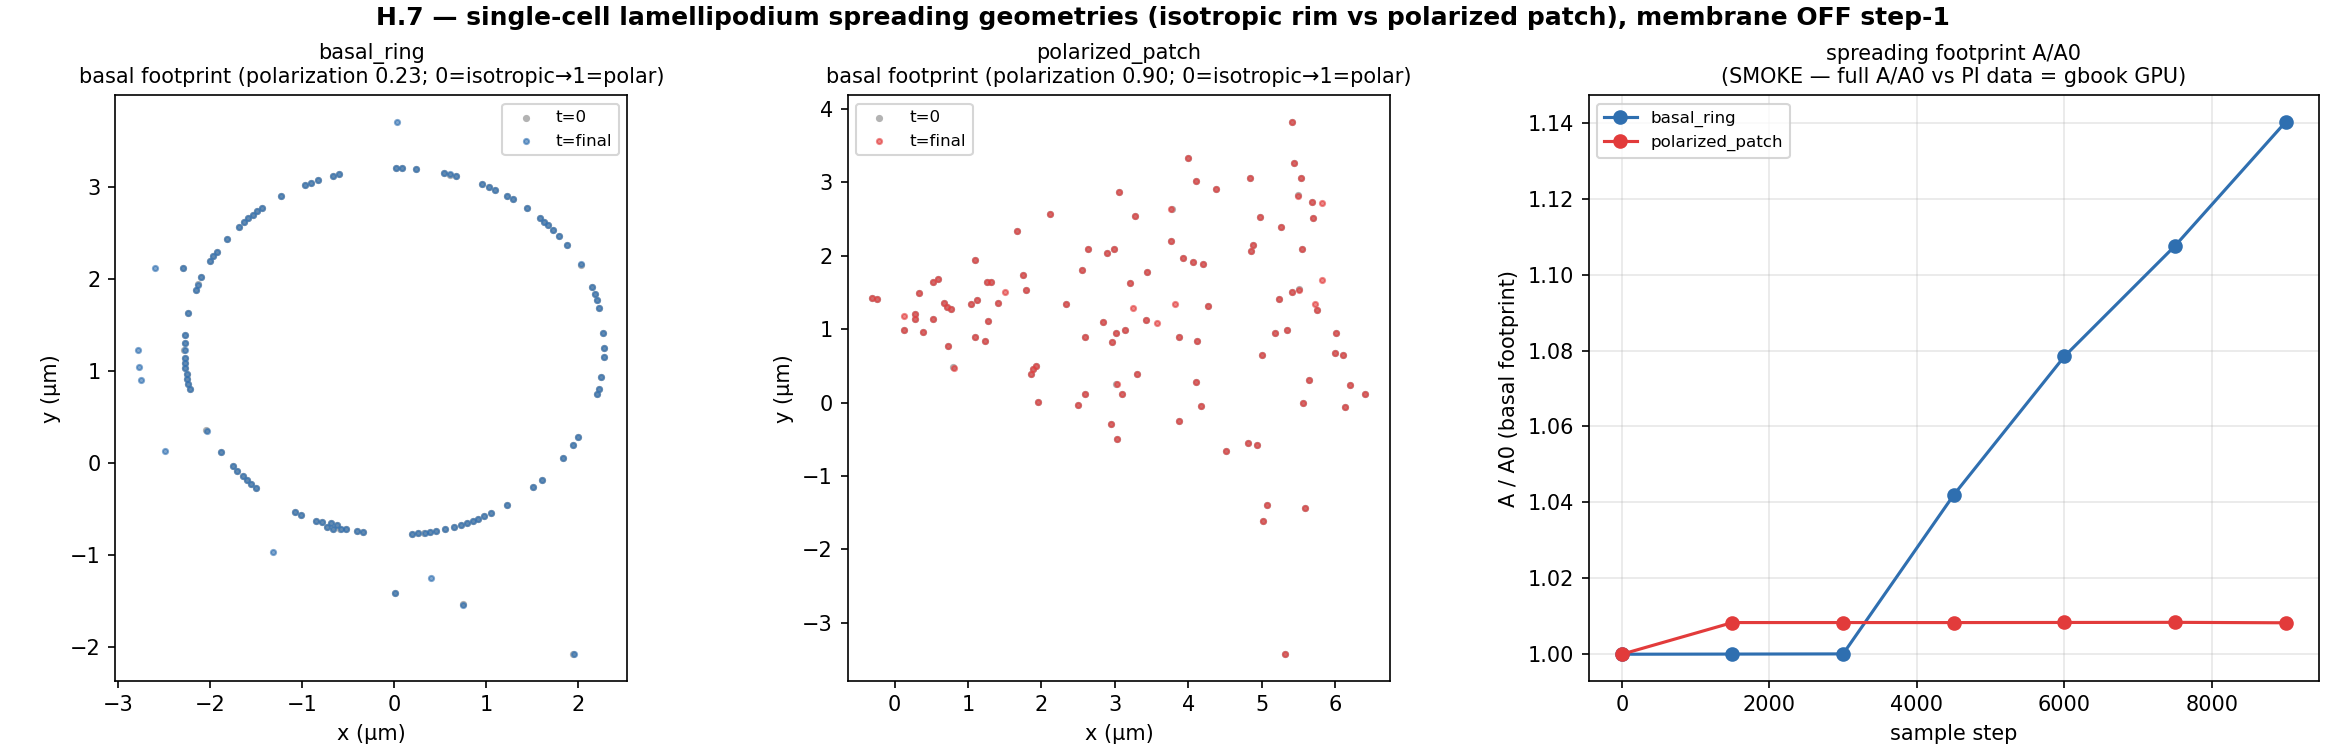 H.7 — single-cell lamellipodium spreading geometries (isotropic rim vs polarized patch), membrane OFF step-1
basal_ring
basal footprint (polarization 0.23; 0=isotropic→1=polar)
t=0
t=final
3
2
1
0
−1
−2
y (μm)
−3
−2
−1
0
1
2
x (μm)
polarized_patch
basal footprint (polarization 0.90; 0=isotropic→1=polar)
t=0
t=final
4
3
2
1
0
−1
−2
−3
y (μm)
0
1
2
3
4
5
6
x (μm)
spreading footprint A/A0
(SMOKE — full A/A0 vs PI data = gbook GPU)
basal_ring
polarized_patch
1.14
1.12
1.10
1.08
1.06
1.04
1.02
1.00
A / A0 (basal footprint)
0
2000
4000
6000
8000
sample step